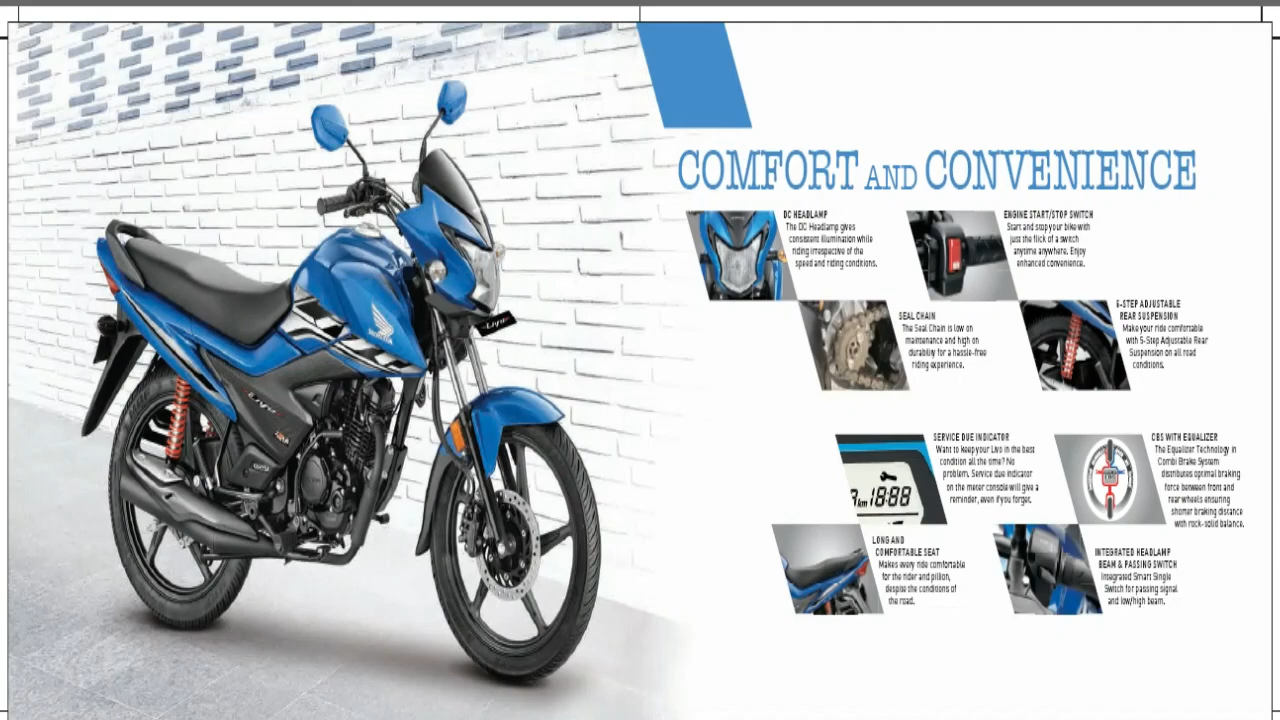 COMFORT AND CONVENIENCE
DC HEADLAMP
The DC Headlamp gives
consistent illumination while
riding irrespective of the
speed and riding conditions.
ENGINE START/STOP SWITCH
Start and stop your bike with
just the flick of a switch
anytime anywhere. Enjoy
enhanced convenience.
SEAL CHAIN
The Seal Chain is low on
maintenance and high on
durability for a hassle-free
riding experience.
5-STEP ADJUSTABLE
REAR SUSPENSION
Make your ride comfortable
with 5-Step Adjustable Rear
Suspension on all road
conditions.
SERVICE DUE INDICATOR
Want to keep your Livo in the best
condition all the time? No
problem. Service due indicator
on the meter console will give a
reminder, even if you forget.
CBS WITH EQUALIZER
The Equalizer Technology in
Combi Brake System
distributes optimal braking
force between front and
rear wheels ensuring
shorter braking distance
with rock-solid balance.
LONG AND
COMFORTABLE SEAT
Makes every ride comfortable
for the rider and pillion,
despite the conditions of
the road.
INTEGRATED HEADLAMP
BEAM & PASSING SWITCH
Integrated Smart Single
Switch for passing signal
and low/high beam.
HONDA
Livo
Livo
km 18:88